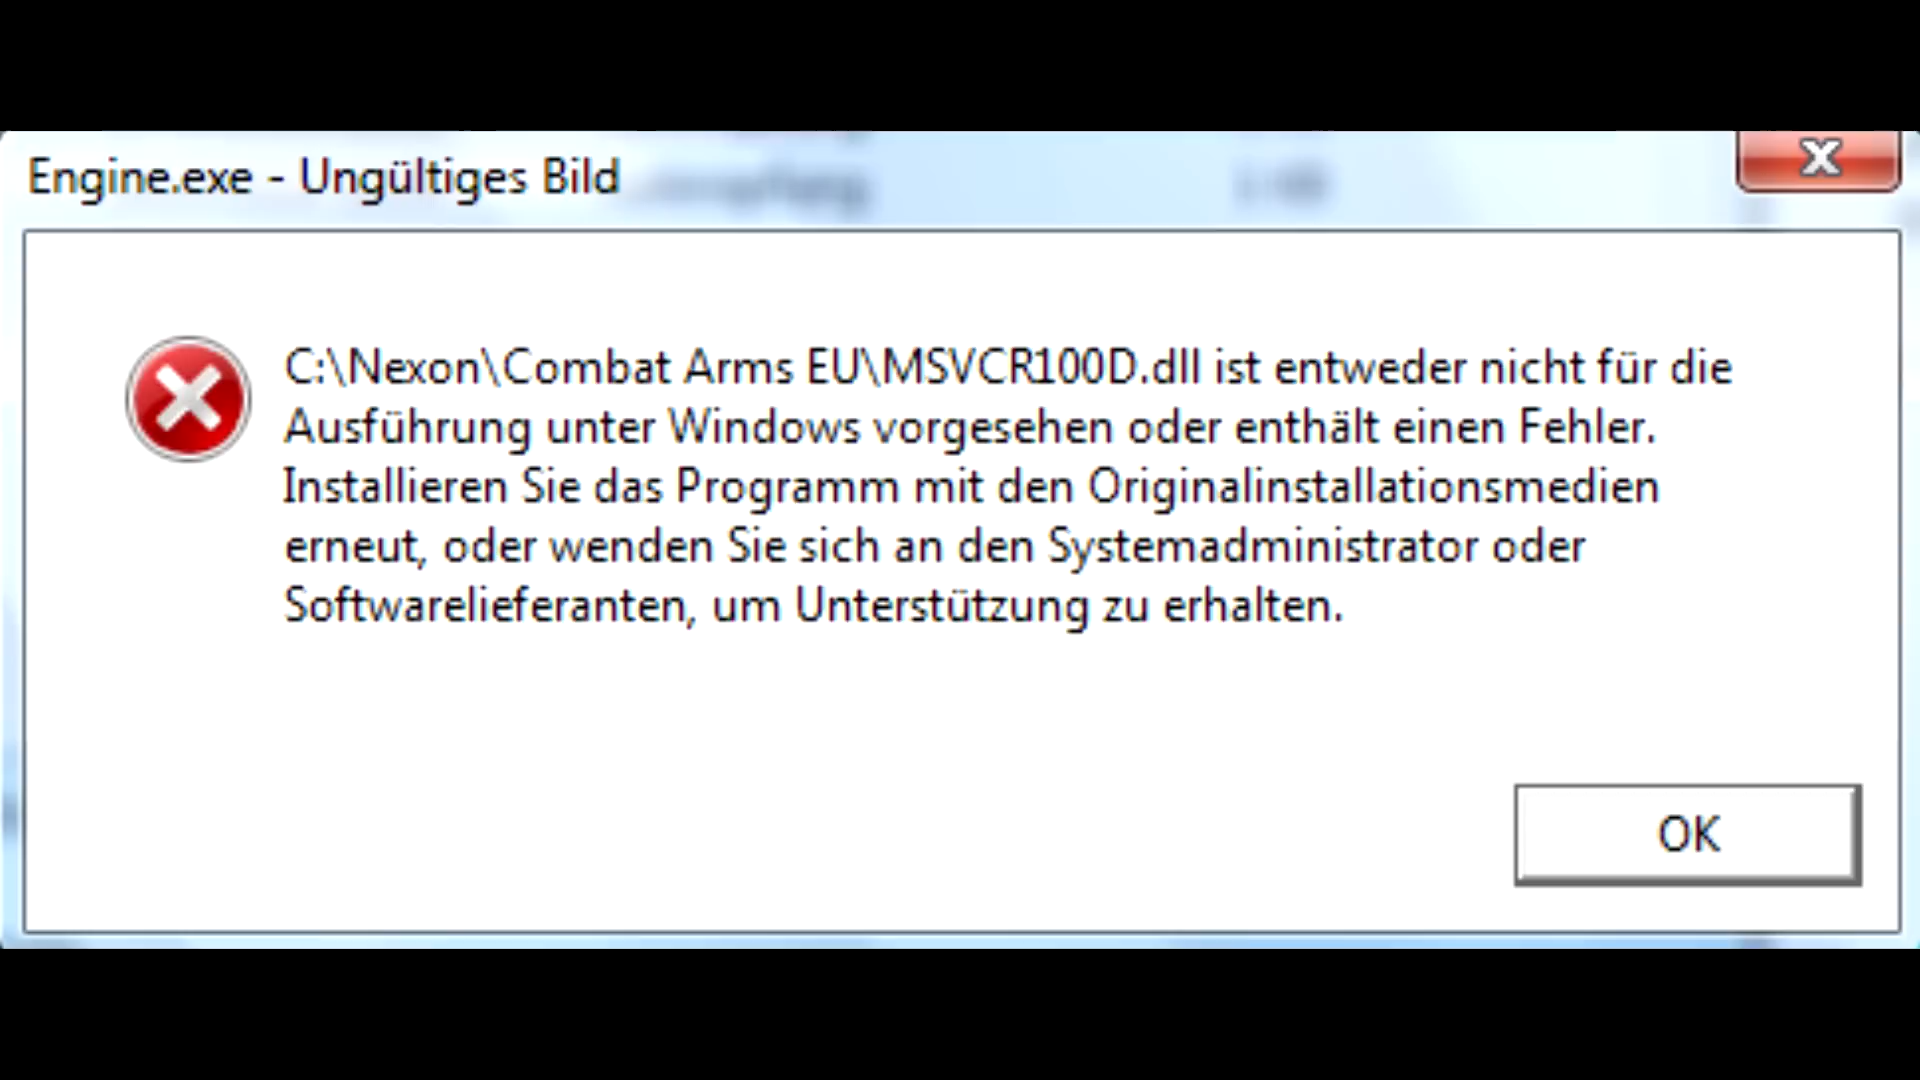 Engine.exe - Ungültiges Bild
C:\Nexon\Combat Arms EU\MSVCR100D.dll ist entweder nicht für die
Ausführung unter Windows vorgesehen oder enthält einen Fehler.
Installieren Sie das Programm mit den Originalinstallationsmedien
erneut, oder wenden Sie sich an den Systemadministrator oder
Softwarelieferanten, um Unterstützung zu erhalten.
OK